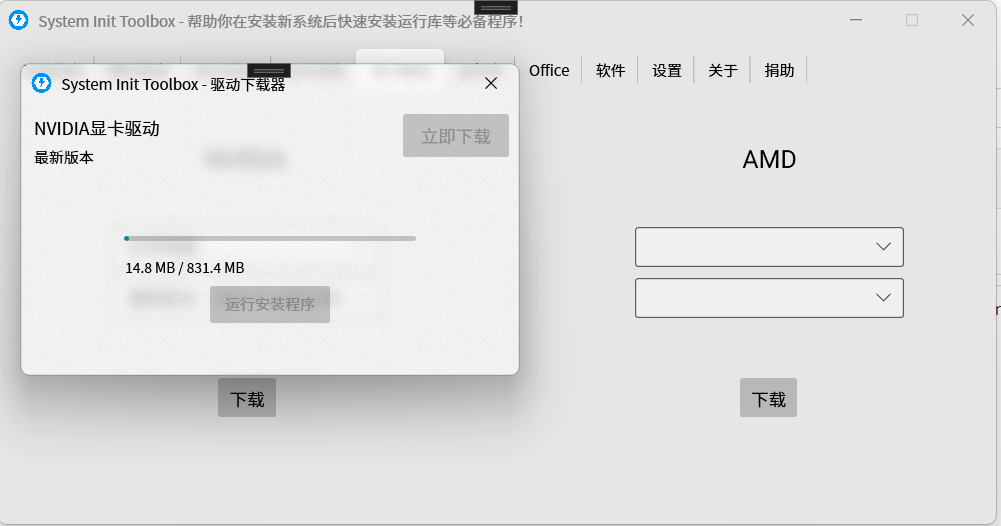 System Init Toolbox - 帮助你在安装新系统后快速安装运行库等必备程序!
Office
软件
设置
关于
捐助
System Init Toolbox - 驱动下载器
NVIDIA显卡驱动
立即下载
最新版本
14.8 MB / 831.4 MB
运行安装程序
AMD
下载
下载